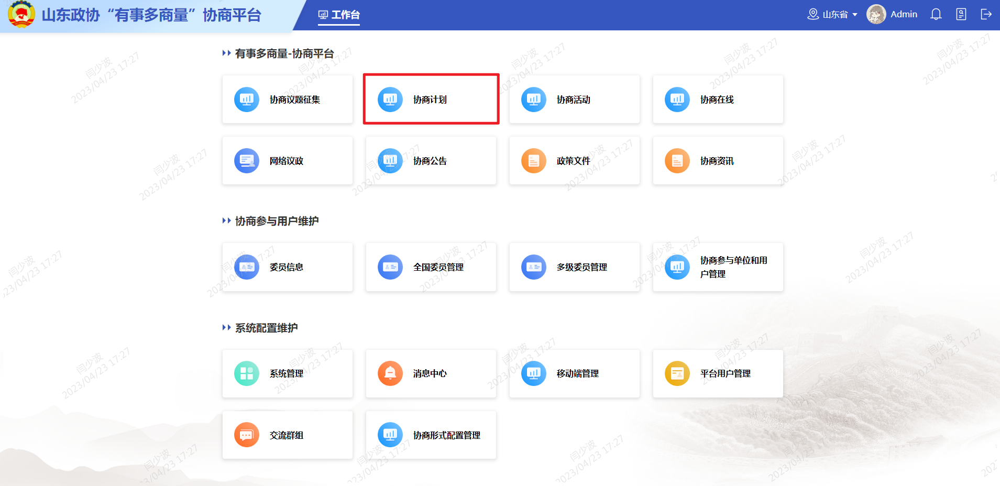 山东政协“有事多商量”协商平台
工作台
山东省
Admin
有事多商量-协商平台
协商议题征集
协商计划
协商活动
协商在线
网络议政
协商公告
政策文件
协商资讯
协商参与用户维护
委员信息
全国委员管理
多级委员管理
协商参与单位和用
户管理
系统配置维护
系统管理
消息中心
移动端管理
平台用户管理
交流群组
协商形式配置管理
闫少波
2023/04/23 17:27